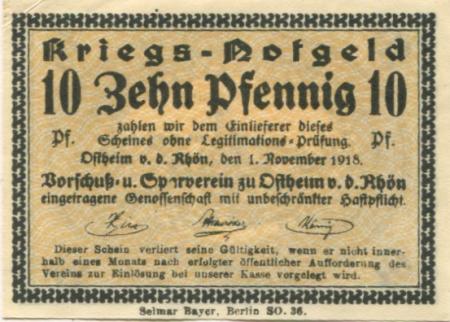 Kriegs-Notgeld
10 Zehn Pfennig 10
Pf. zahlen wir dem Einlieferer dieses Pf.
Scheines ohne Legitimations-Prüfung.
Ostheim v. d. Rhön, den 1. November 1918.
Vorschuß- u. Sparverein zu Ostheim v. d. Rhön
eingetragene Genossenschaft mit unbeschränkter Haftpflicht.
Dieser Schein verliert seine Gültigkeit, wenn er nicht inner-
halb eines Monats nach erfolgter öffentlicher Aufforderung des
Vereins zur Einlösung bei unserer Kasse vorgelegt wird.
Selmar Bayer, Berlin SO. 36.